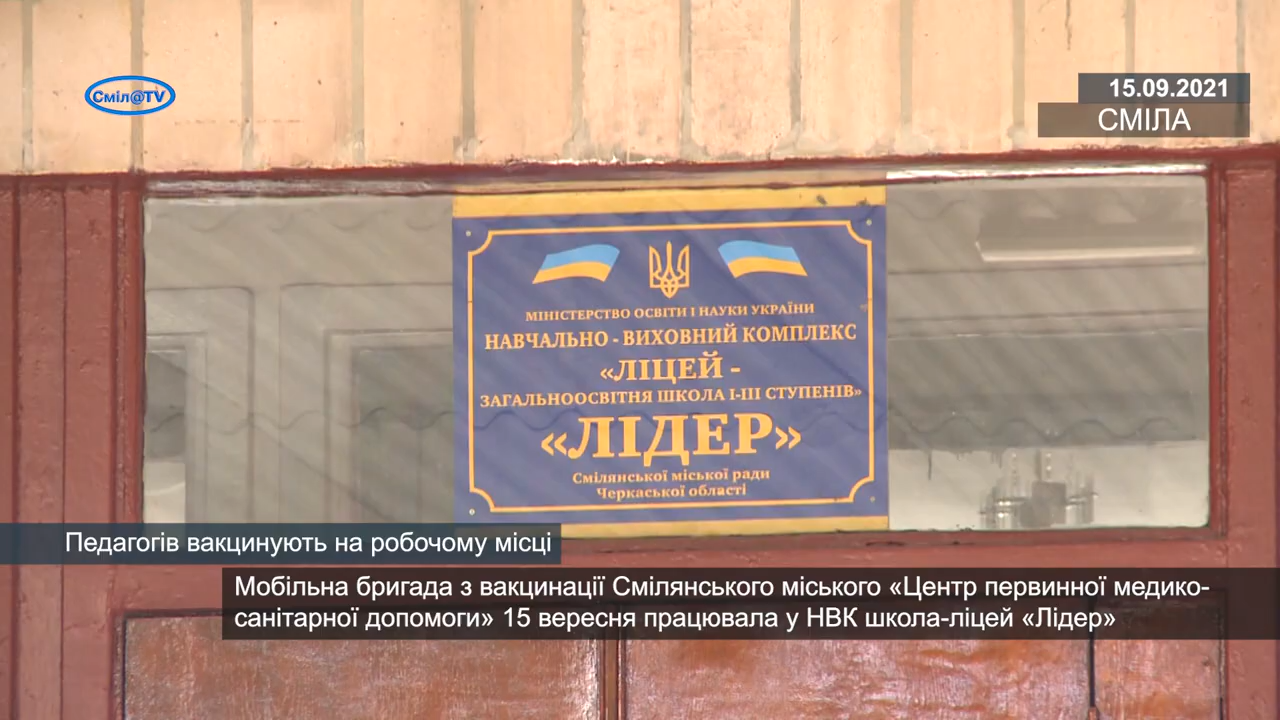 Сміл@TV
15.09.2021
СМІЛА
МІНІСТЕРСТВО ОСВІТИ І НАУКИ УКРАЇНИ
НАВЧАЛЬНО - ВИХОВНИЙ КОМПЛЕКС
«ЛІЦЕЙ -
ЗАГАЛЬНООСВІТНЯ ШКОЛА І-ІІІ СТУПЕНІВ»
«ЛІДЕР»
Смілянської міської ради
Черкаської області
Педагогів вакцинують на робочому місці
Мобільна бригада з вакцинації Смілянського міського «Центр первинної медико-
санітарної допомоги» 15 вересня працювала у НВК школа-ліцей «Лідер»